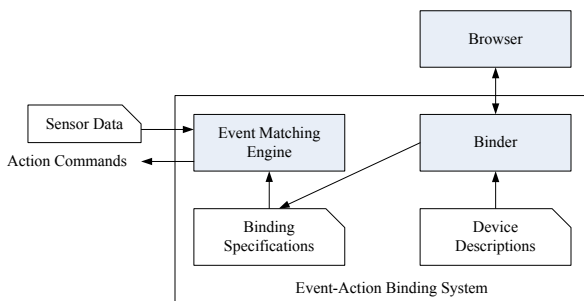 Browser
Sensor Data
Event Matching
Engine
Binder
Action Commands
Binding
Specifications
Device
Descriptions
Event-Action Binding System